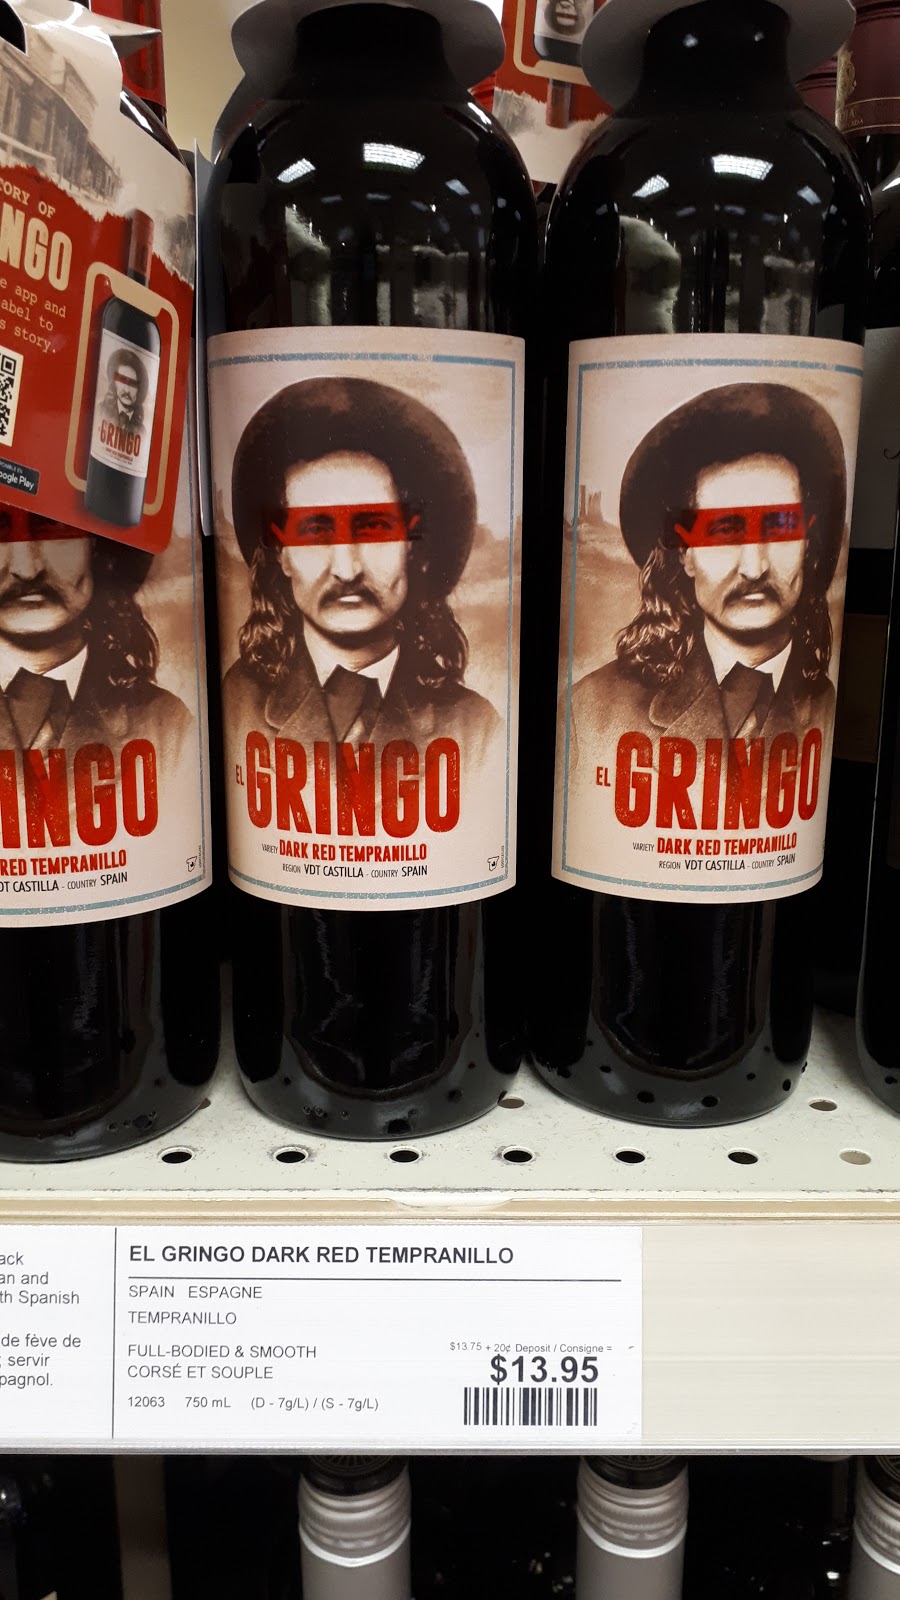 ORY OF
NGO
e app and
abel to
s story.
GRINGO
oogle Play
INGO
RED TEMPRANILLO
DT CASTILLA - COUNTRY SPAIN
EL GRINGO
VARIETY DARK RED TEMPRANILLO
REGION VDT CASTILLA - COUNTRY SPAIN
EL GRINGO
VARIETY DARK RED TEMPRANILLO
REGION VDT CASTILLA - COUNTRY SPAIN
ack
an and
th Spanish
de fève de
; servir
pagnol.
EL GRINGO DARK RED TEMPRANILLO
SPAIN ESPAGNE
TEMPRANILLO
FULL-BODIED & SMOOTH
CORSÉ ET SOUPLE
12063 750 mL (D - 7g/L) / (S - 7g/L)
$13.75 + 20¢ Deposit / Consigne =
$13.95